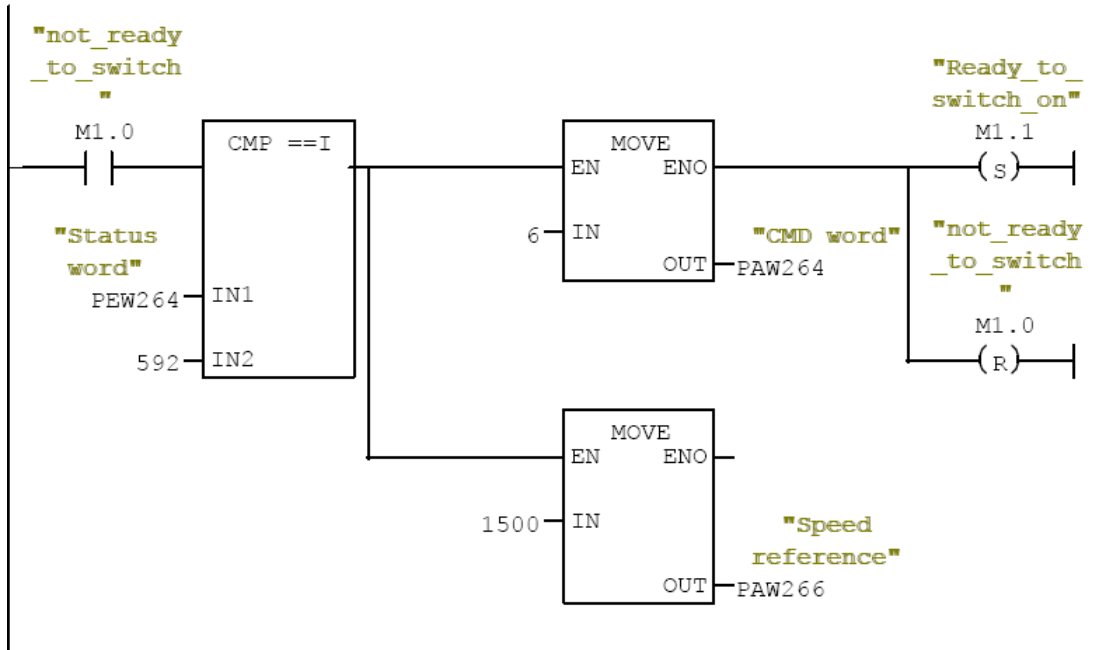 "not_ready
_to_switch
"
M1.0
CMP ==I
"Status
word"
PEW264
IN1
592
IN2
MOVE
EN
ENO
6
IN
OUT
"CMD word"
PAW264
"Ready_to_
switch_on"
M1.1
S
"not_ready
_to_switch
"
M1.0
R
MOVE
EN
ENO
1500
IN
OUT
"Speed
reference"
PAW266